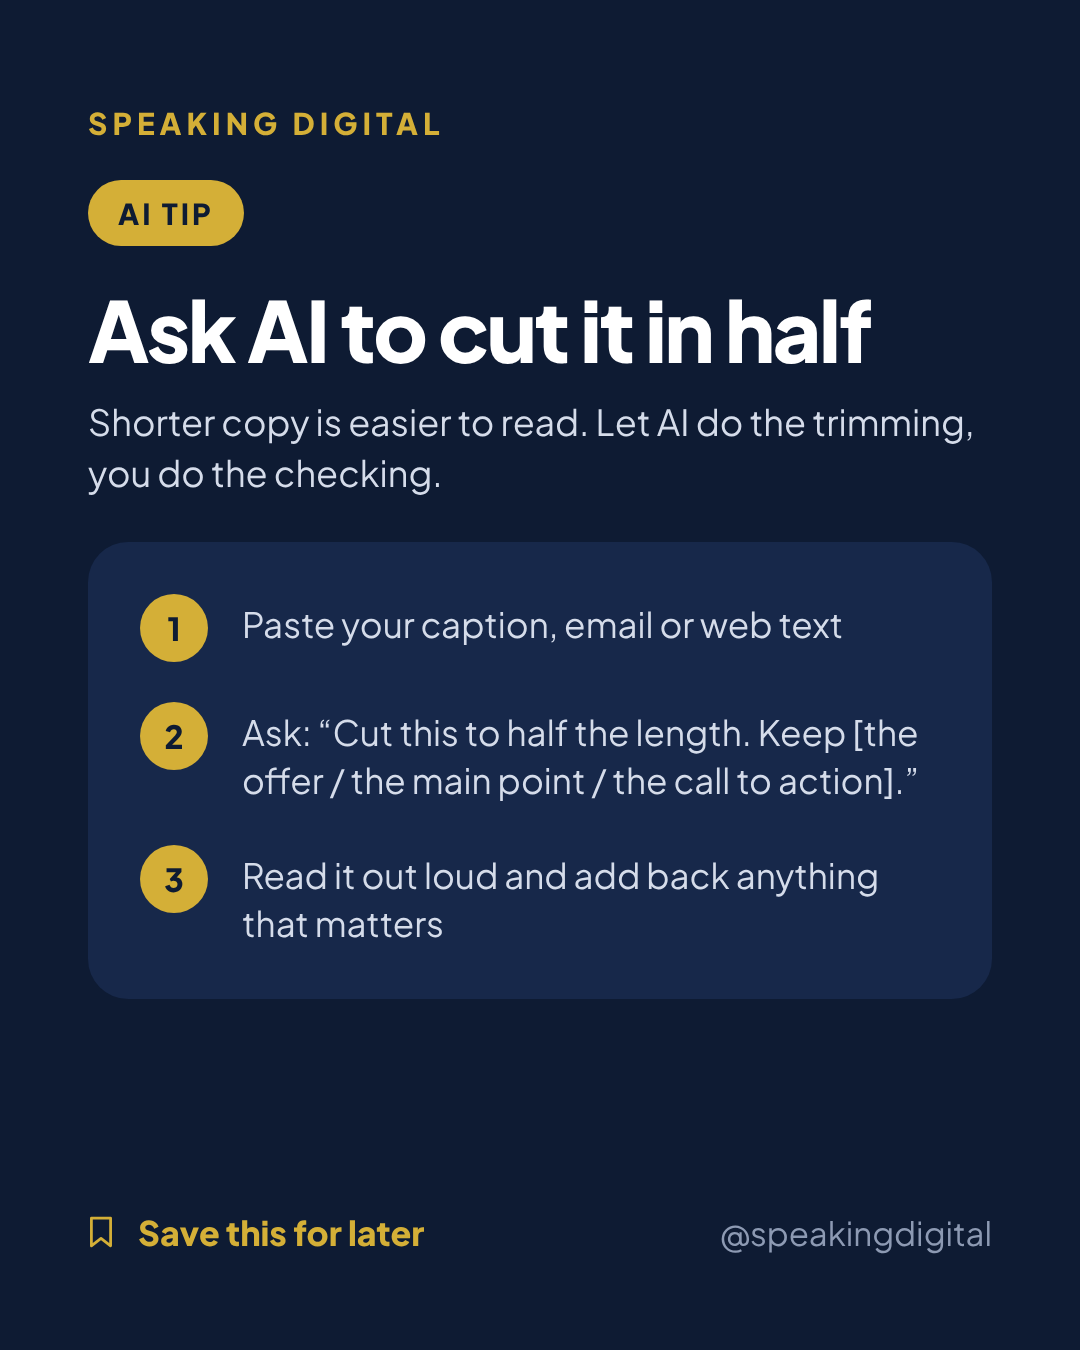 SPEAKING DIGITAL
AI TIP
Ask AI to cut it in half
Shorter copy is easier to read. Let AI do the trimming,
you do the checking.
1 Paste your caption, email or web text
2 Ask: “Cut this to half the length. Keep [the
offer / the main point / the call to action].”
3 Read it out loud and add back anything
that matters
Save this for later
@speakingdigital